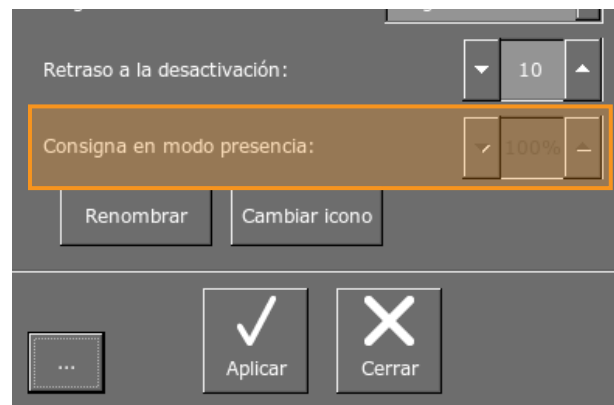 Retraso a la desactivación:
10
Consigna en modo presencia:
100%
Renombrar
Cambiar icono
...
Aplicar
Cerrar